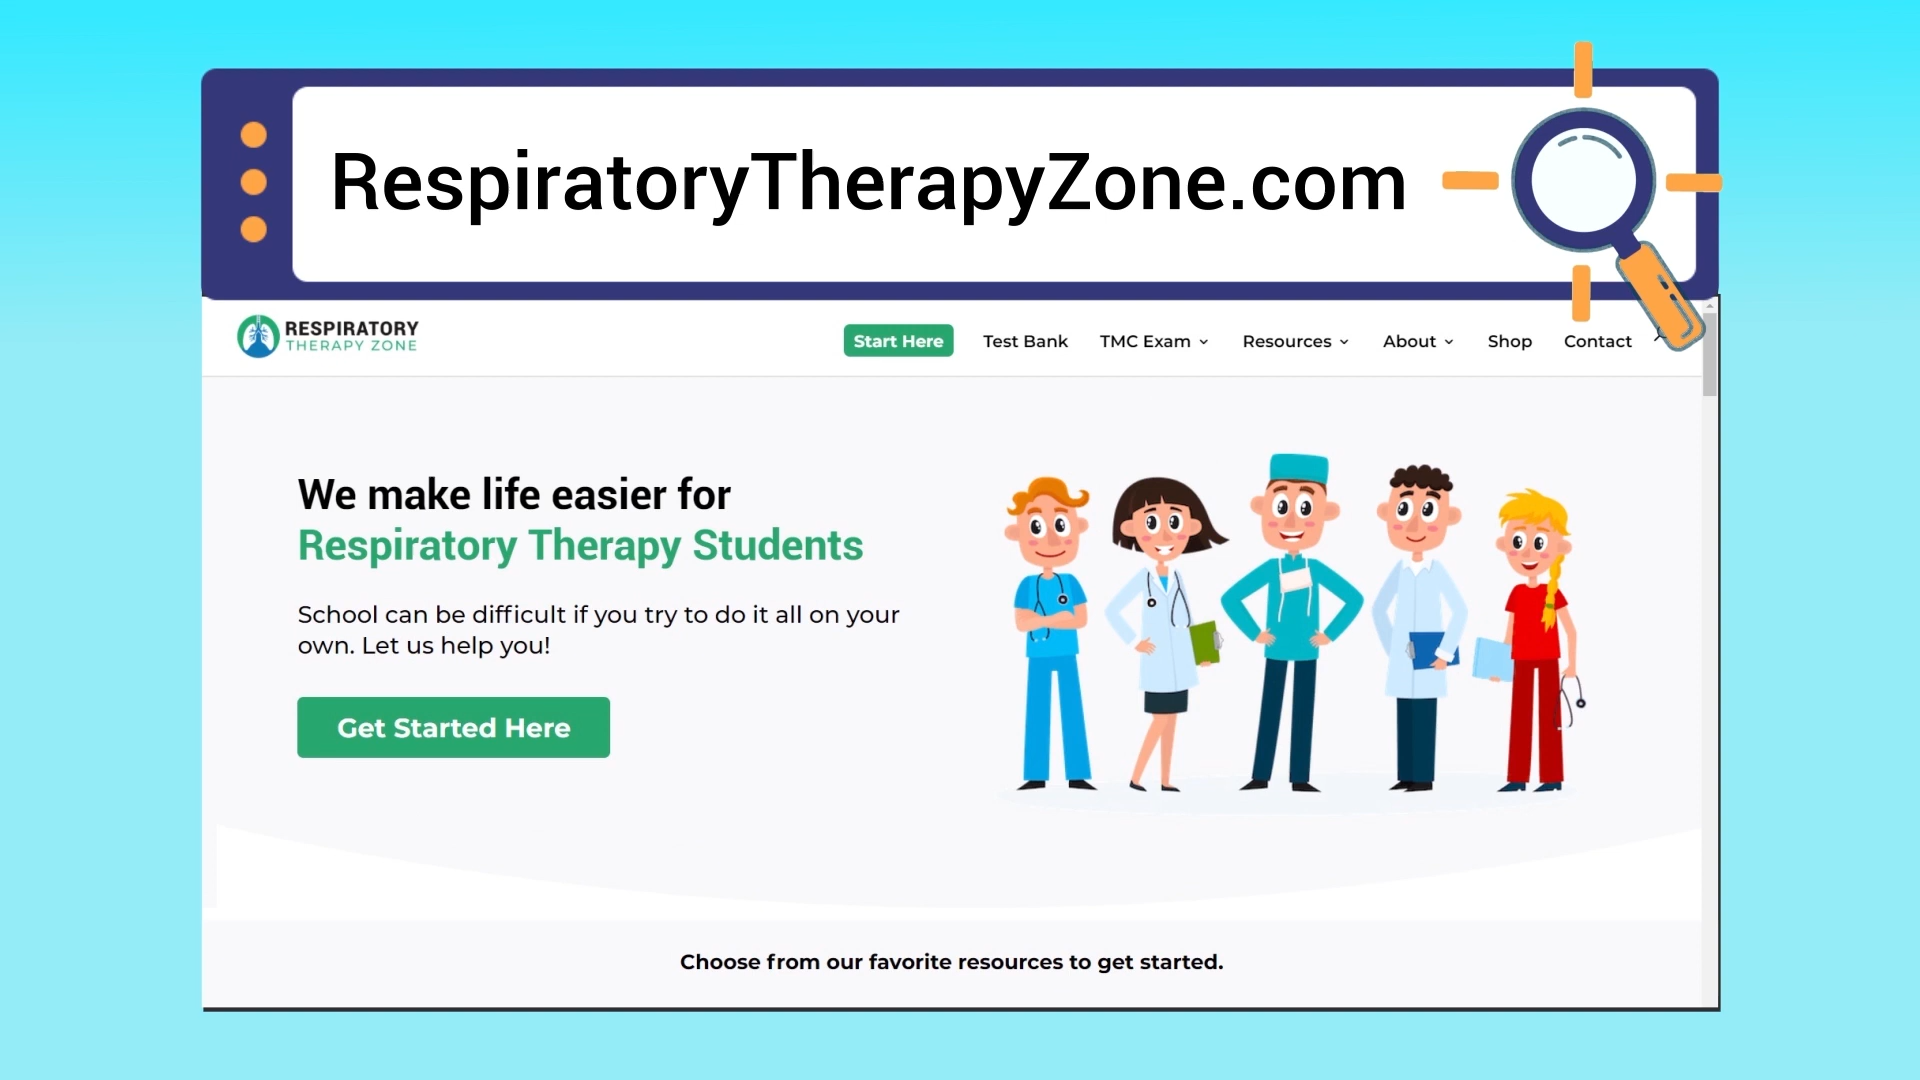 RespiratoryTherapyZone.com
RESPIRATORY
THERAPY ZONE
Start Here Test Bank TMC Exam Resources About Shop Contact
We make life easier for
Respiratory Therapy Students
School can be difficult if you try to do it all on your
own. Let us help you!
Get Started Here
Choose from our favorite resources to get started.